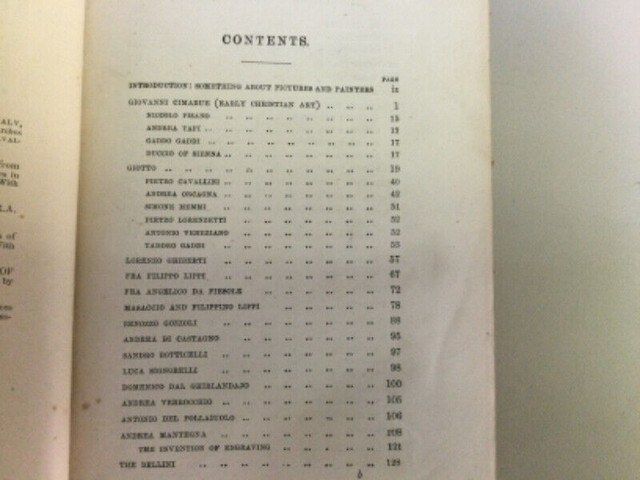 CONTENTS.
PAGE
INTRODUCTION: SOMETHING ABOUT PICTURES AND PAINTERS ix
GIOVANNI CIMABUE (EARLY CHRISTIAN ART) .. .. .. 1
NICCOLO PISANO .. .. .. .. .. .. .. 15
ANDREA TAFI .. .. .. .. .. .. .. ..
GADDO GADDI .. .. .. .. .. .. .. .. 17
DUCCIO OF SIENNA .. .. .. .. .. .. .. 17
GIOTTO .. .. .. .. .. .. .. .. .. 19
PIETRO CAVALLINI .. .. .. .. .. .. .. 40
ANDREA ORCAGNA .. .. .. .. .. .. .. 42
SIMONE MEMMI .. .. .. .. .. .. .. 51
PIETRO LORENZETTI .. .. .. .. .. .. 52
ANTONIO VENEZIANO .. .. .. .. .. .. 52
TADDEO GADDI .. .. .. .. .. .. .. 55
LORENZO GHIBERTI .. .. .. .. .. .. .. 57
FRA FILIPPO LIPPI .. .. .. .. .. .. .. 67
FRA ANGELICO DA FIESOLE .. .. .. .. .. 72
MASACCIO AND FILIPPINO LIPPI .. .. .. .. .. 78
BENOZZO GOZZOLI .. .. .. .. .. .. .. 88
ANDREA DI CASTAGNO .. .. .. .. .. .. 95
SANDRO BOTTICELLI .. .. .. .. .. .. .. 97
LUCA SIGNORELLI .. .. .. .. .. .. .. 98
DOMENICO DAL GHIRLANDAJO .. .. .. .. .. 100
ANDREA VERROCCHIO .. .. .. .. .. .. .. 105
ANTONIO DEL POLLAJUOLO .. .. .. .. .. .. 106
ANDREA MANTEGNA .. .. .. .. .. .. .. 108
THE INVENTION OF ENGRAVING .. .. .. .. 121
THE BELLINI .. .. .. .. .. .. .. .. 128
b